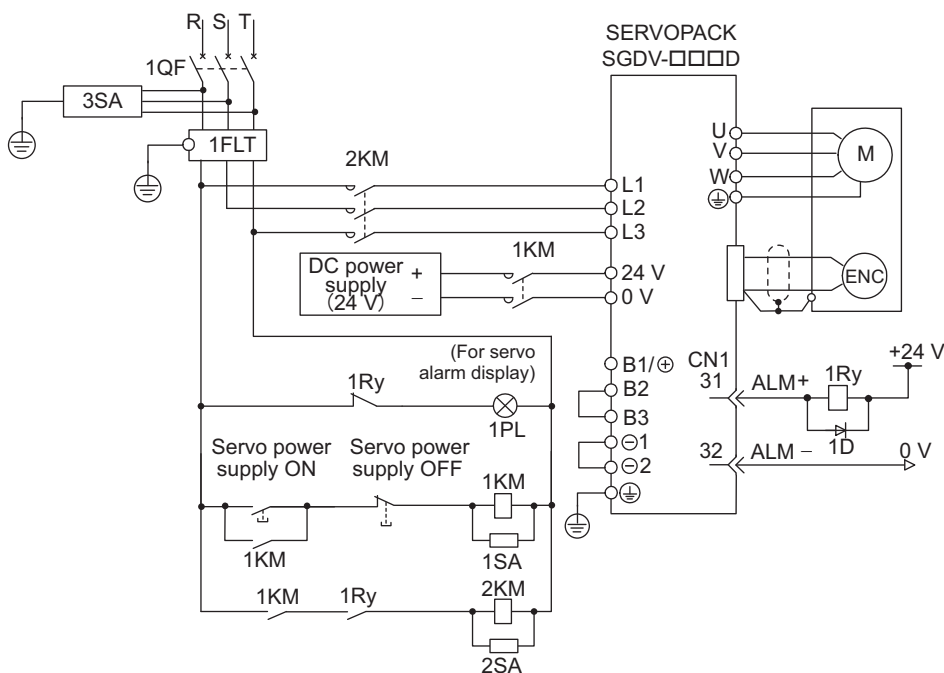 R S T
1QF
3SA
1FLT
2KM
SERVOPACK
SGDV-□□□D
L1
L2
L3
1KM
DC power
supply
(24 V)
+
−
24 V
0 V
U
V
W
M
ENC
B1/⊕
B2
B3
⊖1
⊖2
CN1
31
ALM+
1Ry
+24 V
1D
32
ALM −
0 V
(For servo
alarm display)
1Ry
1PL
Servo power
supply ON
Servo power
supply OFF
1KM
1KM
1SA
1KM
1Ry
2KM
2SA